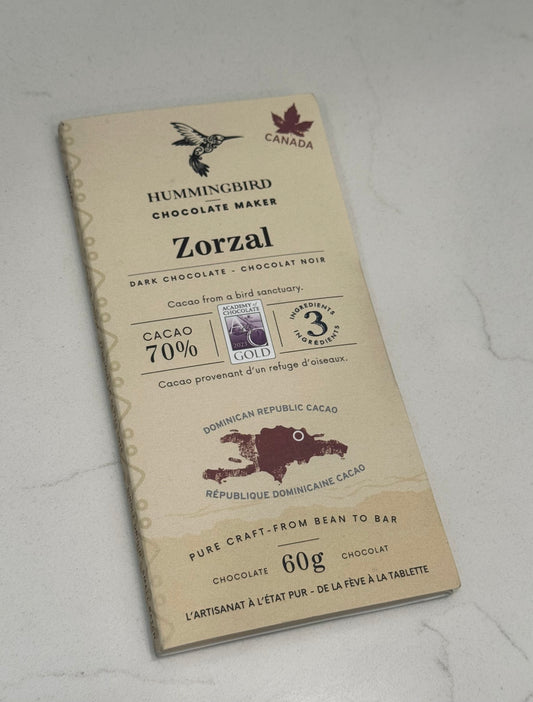 CANADA
HUMMINGBIRD
CHOCOLATE MAKER
Zorzal
DARK CHOCOLATE - CHOCOLAT NOIR
Cacao from a bird sanctuary.
CACAO
70%
ACADEMY of
CHOCOLATE
2023
GOLD
INGREDIENTS
3
INGRÉDIENTS
Cacao provenant d'un refuge d'oiseaux.
DOMINICAN REPUBLIC CACAO
RÉPUBLIQUE DOMINICAINE CACAO
PURE CRAFT-FROM BEAN TO BAR
CHOCOLATE 60g CHOCOLAT
L'ARTISANAT À L'ÉTAT PUR - DE LA FÈVE À LA TABLETTE